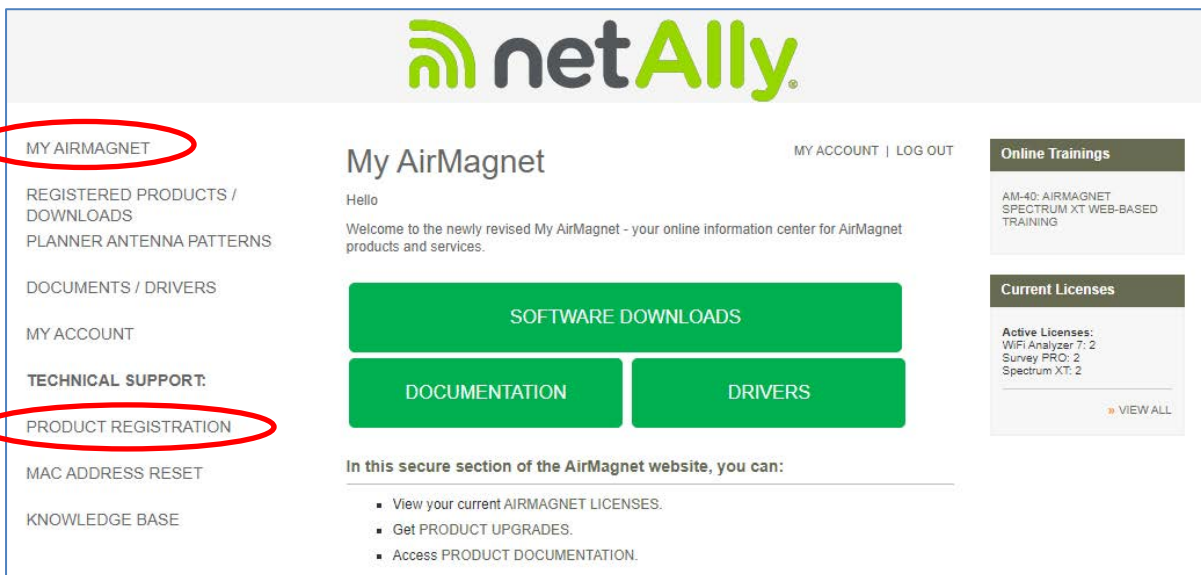 netAlly
MY AIRMAGNET
REGISTERED PRODUCTS /
DOWNLOADS
PLANNER ANTENNA PATTERNS
DOCUMENTS / DRIVERS
MY ACCOUNT
TECHNICAL SUPPORT:
PRODUCT REGISTRATION
MAC ADDRESS RESET
KNOWLEDGE BASE
My AirMagnet
MY ACCOUNT | LOG OUT
Hello
Welcome to the newly revised My AirMagnet - your online information center for AirMagnet
products and services.
SOFTWARE DOWNLOADS
DOCUMENTATION
DRIVERS
In this secure section of the AirMagnet website, you can:
▪ View your current AIRMAGNET LICENSES.
▪ Get PRODUCT UPGRADES.
▪ Access PRODUCT DOCUMENTATION.
Online Trainings
AM-40: AIRMAGNET
SPECTRUM XT WEB-BASED
TRAINING
Current Licenses
Active Licenses:
WiFi Analyzer 7: 2
Survey PRO: 2
Spectrum XT: 2
» VIEW ALL